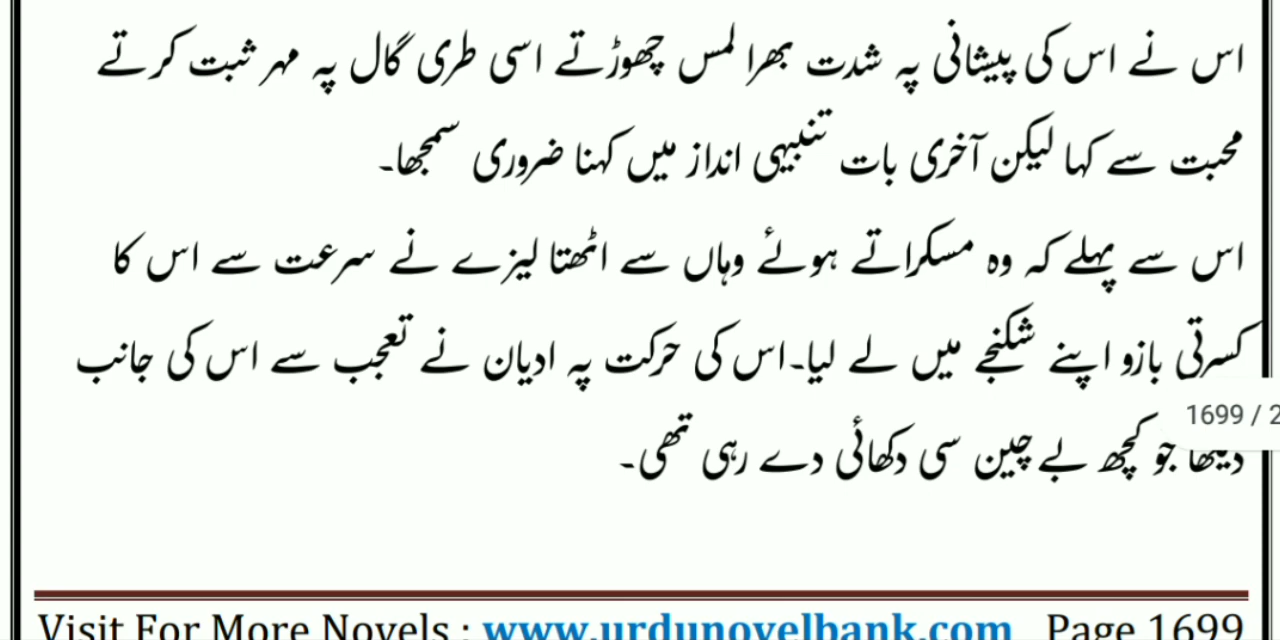 اس نے اس کی پیشانی پہ شدت بھرا لمس چھوڑتے اسی طری گال پہ مہر ثبت کرتے
محبت سے کہا لیکن آخری بات تنبیہی انداز میں کہنا ضروری سمجھا۔
اس سے پہلے کہ وہ مسکراتے ہوئے وہاں سے اٹھتا لیزے نے سرعت سے اس کا
کسرتی بازو اپنے شکنجے میں لے لیا۔اس کی حرکت پہ ادیان نے تعجب سے اس کی جانب
1699 / 2
دیکھا جو کچھ بے چین سی دکھائی دے رہی تھی۔
Visit For More Novels : www.urdunovelbank.com Page 1699